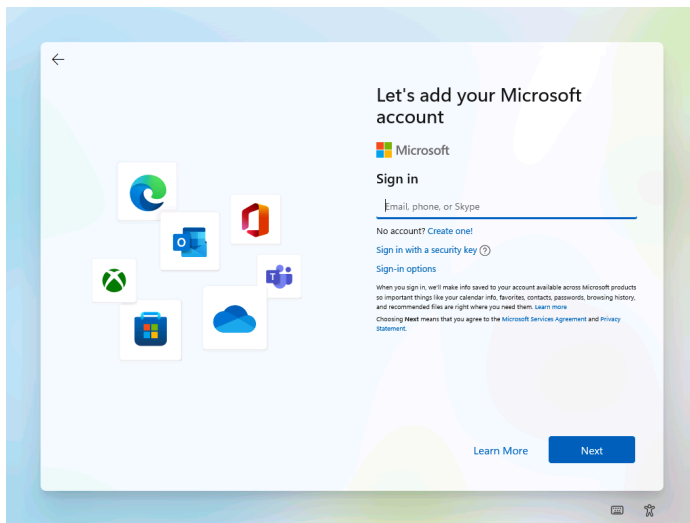 Let's add your Microsoft
account
Microsoft
Sign in
Email, phone, or Skype
No account? Create one!
Sign in with a security key ?
Sign-in options
When you sign in, we'll make info saved to your account available across Microsoft products
so important things like your calendar info, favorites, contacts, passwords, browsing history,
and recommended files are right where you need them. Learn more
Choosing Next means that you agree to the Microsoft Services Agreement and Privacy
Statement.
Learn More
Next